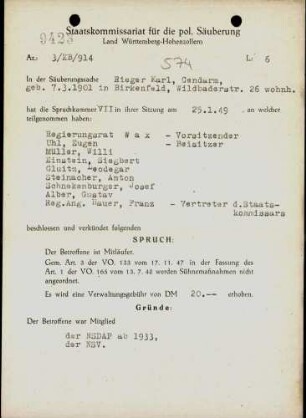 9423
Staatskommissariat für die pol. Säuberung
Land Württemberg-Hohenzollern
Az.: 3/KB/914
574
L: 6
In der Säuberungssache Rieger Karl, Gendarm,
geb. 7.3.1901 in Birkenfeld, Wildbaderstr. 26 wohnh.
hat die Spruchkammer VII in ihrer Sitzung am 25.1.49 an welcher
teilgenommen haben:
Regierungsrat W a x - Vorsitzender
Uhl, Eugen - Beisitzer
Müller, Willi
Einstein, Siegbert
Steinacher, Anton
Schnekenburger, Josef
Alber, Gustav
Reg.Ang. Bauer, Franz - Vertreter d.Staats-
kommissars
beschlossen und verkündet folgenden
SPRUCH:
Der Betroffene ist Mitläufer.
Gem. Art. 3 der VO. 133 vom 17. 11. 47 in der Fassung des
Art. 1 der VO. 165 vom 13. 7. 48 werden Sühnemaßnahmen nicht
angeordnet.
Es wird eine Verwaltungsgebühr von DM 20.-- erhoben.
Gründe:
Der Betroffene war Mitglied
der NSDAP ab 1933,
der NSV.